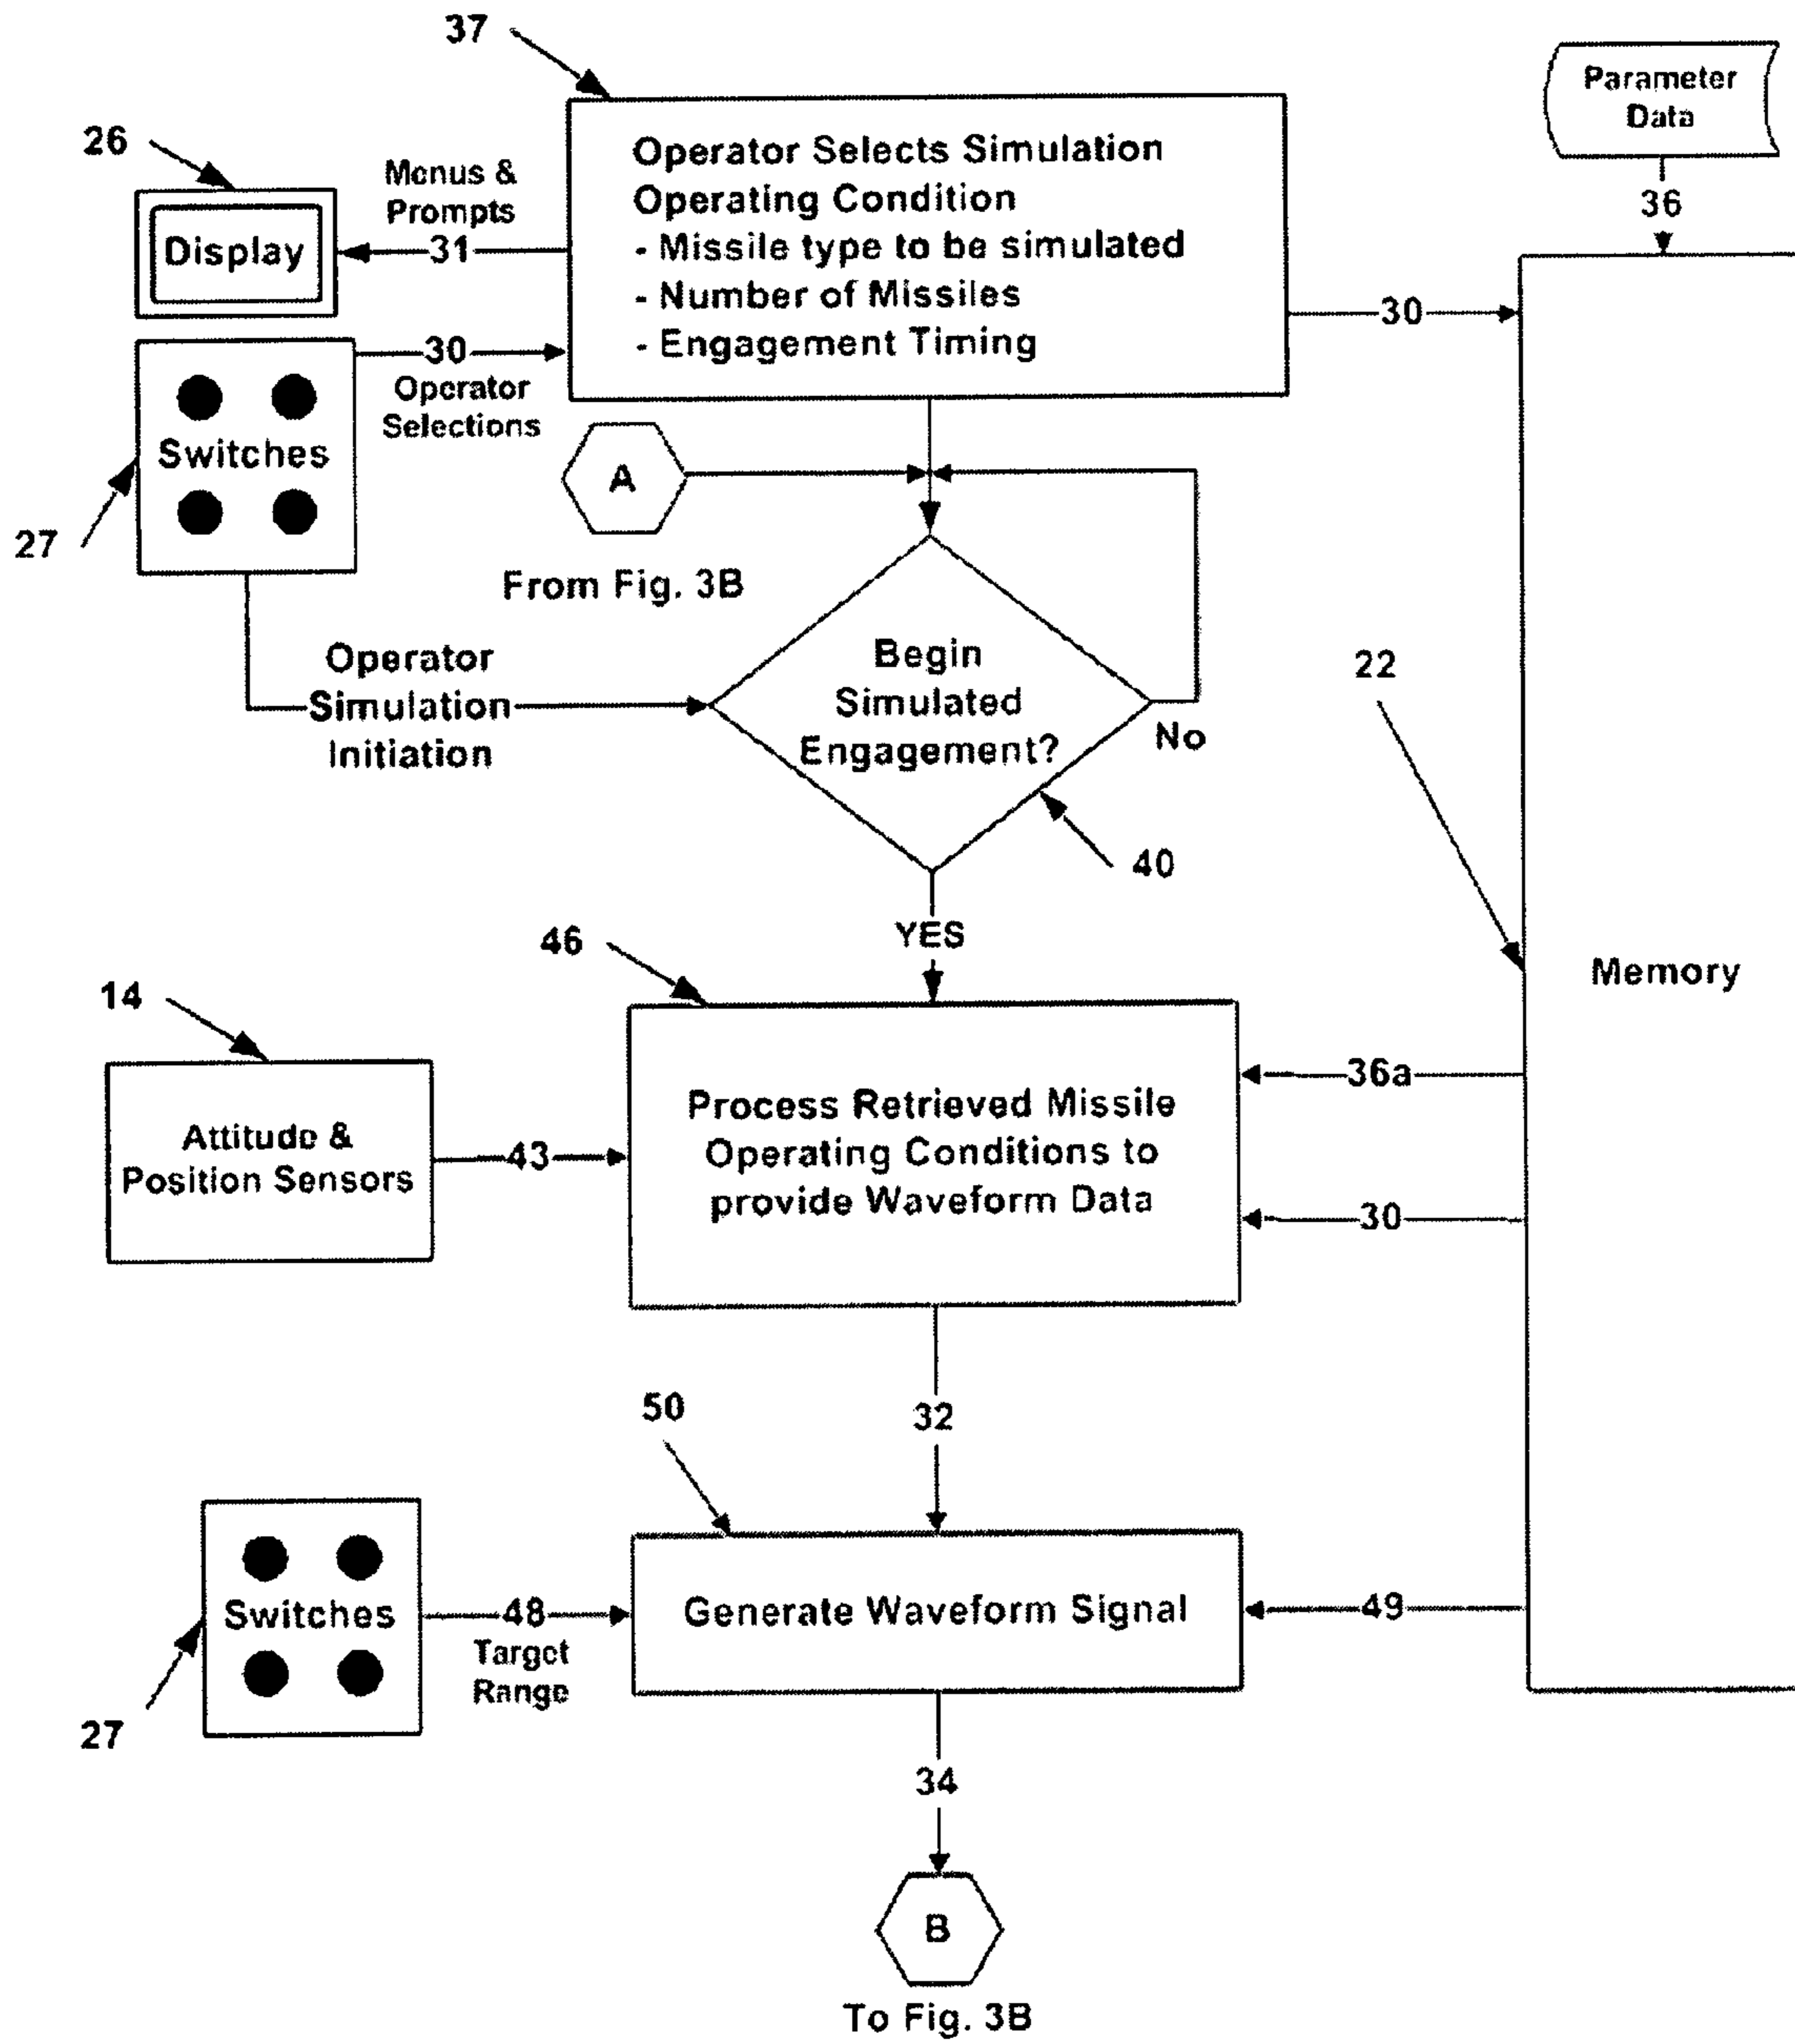 37
Parameter
Data
36
26
Menus &
Prompts
31
Display
Operator Selects Simulation
Operating Condition
- Missile type to be simulated
- Number of Missiles
- Engagement Timing
30
30
Operator
Selections
Switches
27
A
From Fig. 3B
Operator
Simulation
Initiation
Begin
Simulated
Engagement?
No
40
22
Memory
YES
46
14
Attitude &
Position Sensors
43
Process Retrieved Missile
Operating Conditions to
provide Waveform Data
36a
30
32
50
Switches
27
48
Target
Range
Generate Waveform Signal
49
34
B
To Fig. 3B